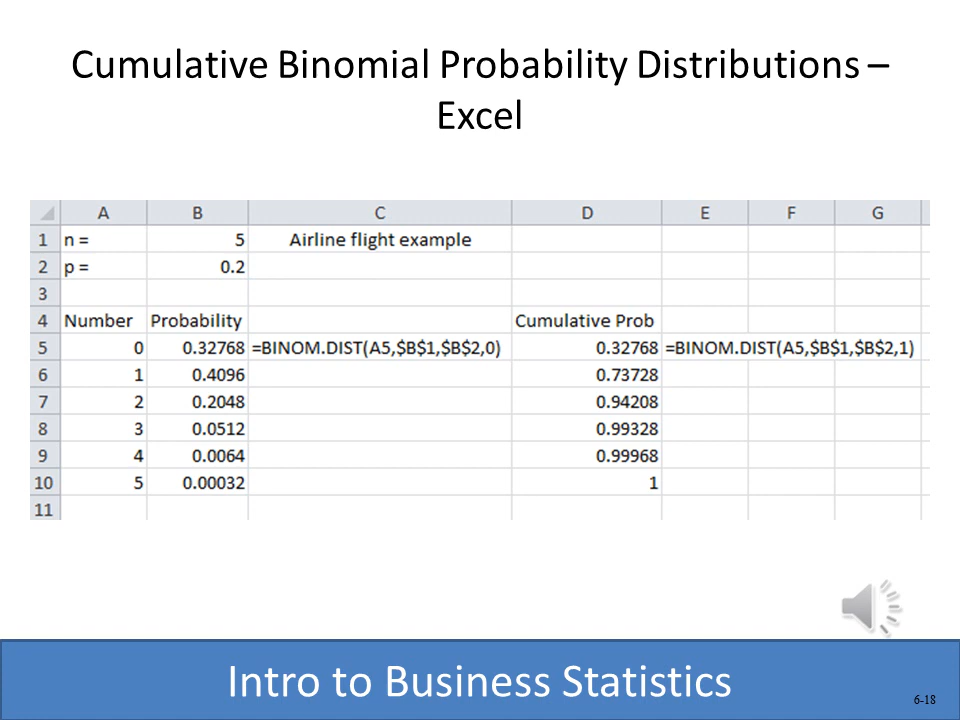 Cumulative Binomial Probability Distributions –
Excel
A B C D E F G
1 n = 5 Airline flight example
2 p = 0.2
3
4 Number Probability Cumulative Prob
5 0 0.32768 =BINOM.DIST(A5,$B$1,$B$2,0) 0.32768 =BINOM.DIST(A5,$B$1,$B$2,1)
6 1 0.4096 0.73728
7 2 0.2048 0.94208
8 3 0.0512 0.99328
9 4 0.0064 0.99968
10 5 0.00032 1
11
Intro to Business Statistics
6-18